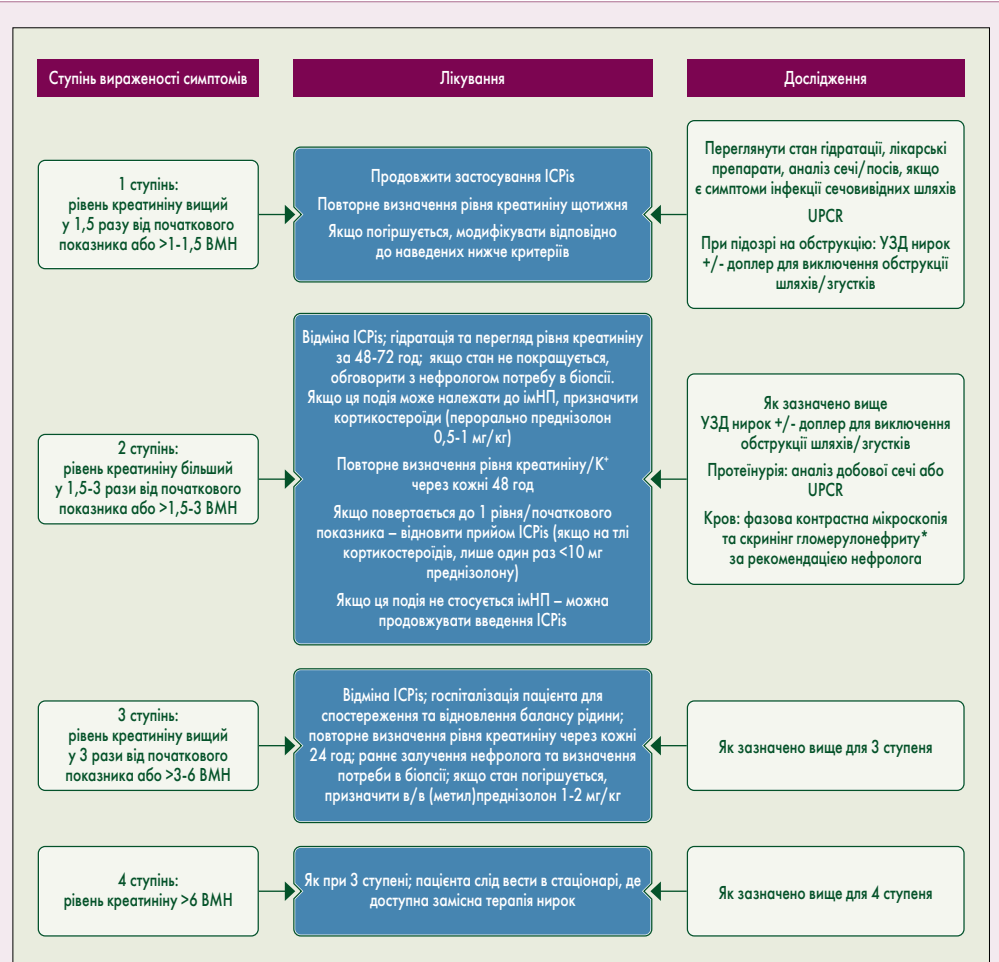 Ступінь вираженості симптомів
Лікування
Дослідження
1 ступінь:
рівень креатиніну вищий
у 1,5 разу від початкового
показника або >1-1,5 ВМН
Продовжити застосування ICPis
Повторне визначення рівня креатиніну щотижня
Якщо погіршується, модифікувати відповідно
до наведених нижче критеріїв
Переглянути стан гідратації, лікарські
препарати, аналіз сечі/посів, якщо
є симптоми інфекції сечовивідних шляхів
UPCR
При підозрі на обструкцію: УЗД нирок
+/- доплер для виключення обструкції
шляхів/згустків
2 ступінь:
рівень креатиніну більший
у 1,5-3 рази від початкового
показника або >1,5-3 ВМН
Відміна ICPis; гідратація та перегляд рівня креатиніну
за 48-72 год; якщо стан не покращується,
обговорити з нефрологом потребу в біопсії.
Якщо ця подія може належати до імНП, призначити
кортикостероїди (перорально преднізолон
0,5-1 мг/кг)
Повторне визначення рівня креатиніну/К⁺
через кожні 48 год
Якщо повертається до 1 рівня/початкового
показника – відновити прийом ICPis (якщо на тлі
кортикостероїдів, лише один раз <10 мг
преднізолону)
Якщо ця подія не стосується імНП – можна
продовжувати введення ICPis
Як зазначено вище
УЗД нирок +/- доплер для виключення
обструкції шляхів/згустків
Протеїнурія: аналіз добової сечі або
UPCR
Кров: фазова контрастна мікроскопія
та скринінг гломерулонефриту*
за рекомендацією нефролога
3 ступінь:
рівень креатиніну вищий
у 3 рази від початкового
показника або >3-6 ВМН
Відміна ICPis; госпіталізація пацієнта для
спостереження та відновлення балансу рідини;
повторне визначення рівня креатиніну через кожні
24 год; раннє залучення нефролога та визначення
потреби в біопсії; якщо стан погіршується,
призначити в/в (метил)преднізолон 1-2 мг/кг
Як зазначено вище для 3 ступеня
4 ступінь:
рівень креатиніну >6 ВМН
Як при 3 ступені; пацієнта слід вести в стаціонарі, де
доступна замісна терапія нирок
Як зазначено вище для 4 ступеня